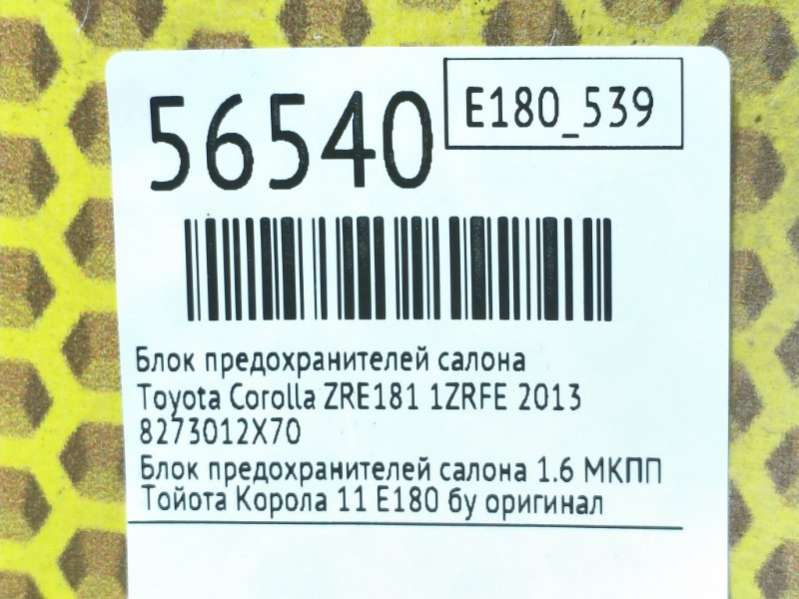 56540
E180_539
Блок предохранителей салона
Toyota Corolla ZRE181 1ZRFE 2013
8273012X70
Блок предохранителей салона 1.6 МКПП
Тойота Корола 11 Е180 бу оригинал